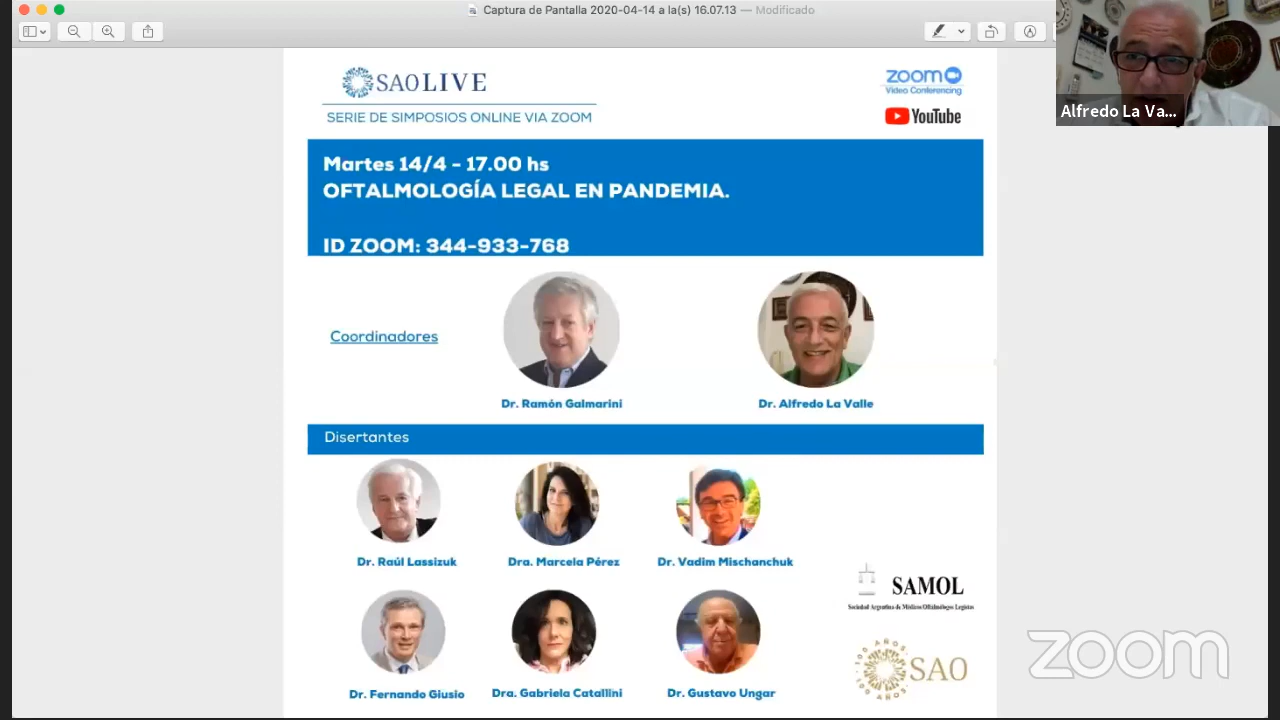 Captura de Pantalla 2020-04-14 a la(s) 16.07.13 — Modificado
Alfredo La Va...
SAOLIVE
SERIE DE SIMPOSIOS ONLINE VIA ZOOM
zoom
Video Conferencing
YouTube
Martes 14/4 - 17.00 hs
OFTALMOLOGÍA LEGAL EN PANDEMIA.
ID ZOOM: 344-933-768
Coordinadores
Dr. Ramón Galmarini
Dr. Alfredo La Valle
Disertantes
Dr. Raúl Lassizuk
Dra. Marcela Pérez
Dr. Vadim Mischanchuk
SAMOL
Sociedad Argentina de Médicos Oftalmólogos Legistas
Dr. Fernando Giusio
Dra. Gabriela Catallini
Dr. Gustavo Ungar
100 AÑOS
100 AÑOS
SAO
zoom